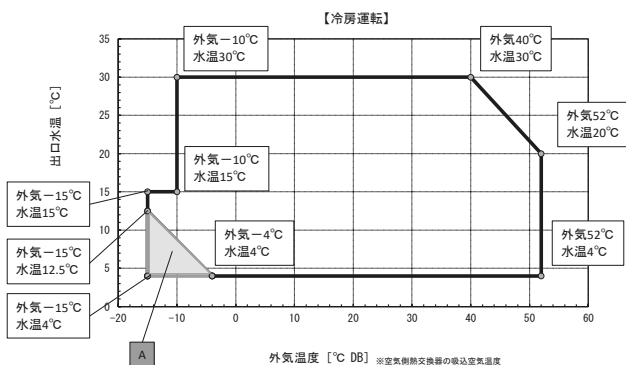 【冷房運転】
外気－10℃
水温30℃
外気40℃
水温30℃
外気52℃
水温20℃
外気－10℃
水温15℃
外気－15℃
水温15℃
外気－15℃
水温12.5℃
外気－4℃
水温4℃
外気52℃
水温4℃
外気－15℃
水温4℃
出口水温 [℃]
35
30
25
20
15
10
5
0
-20
-10
0
10
20
30
40
50
60
A
外気温度 [℃ DB] ※空気側熱交換器の吸込空気温度